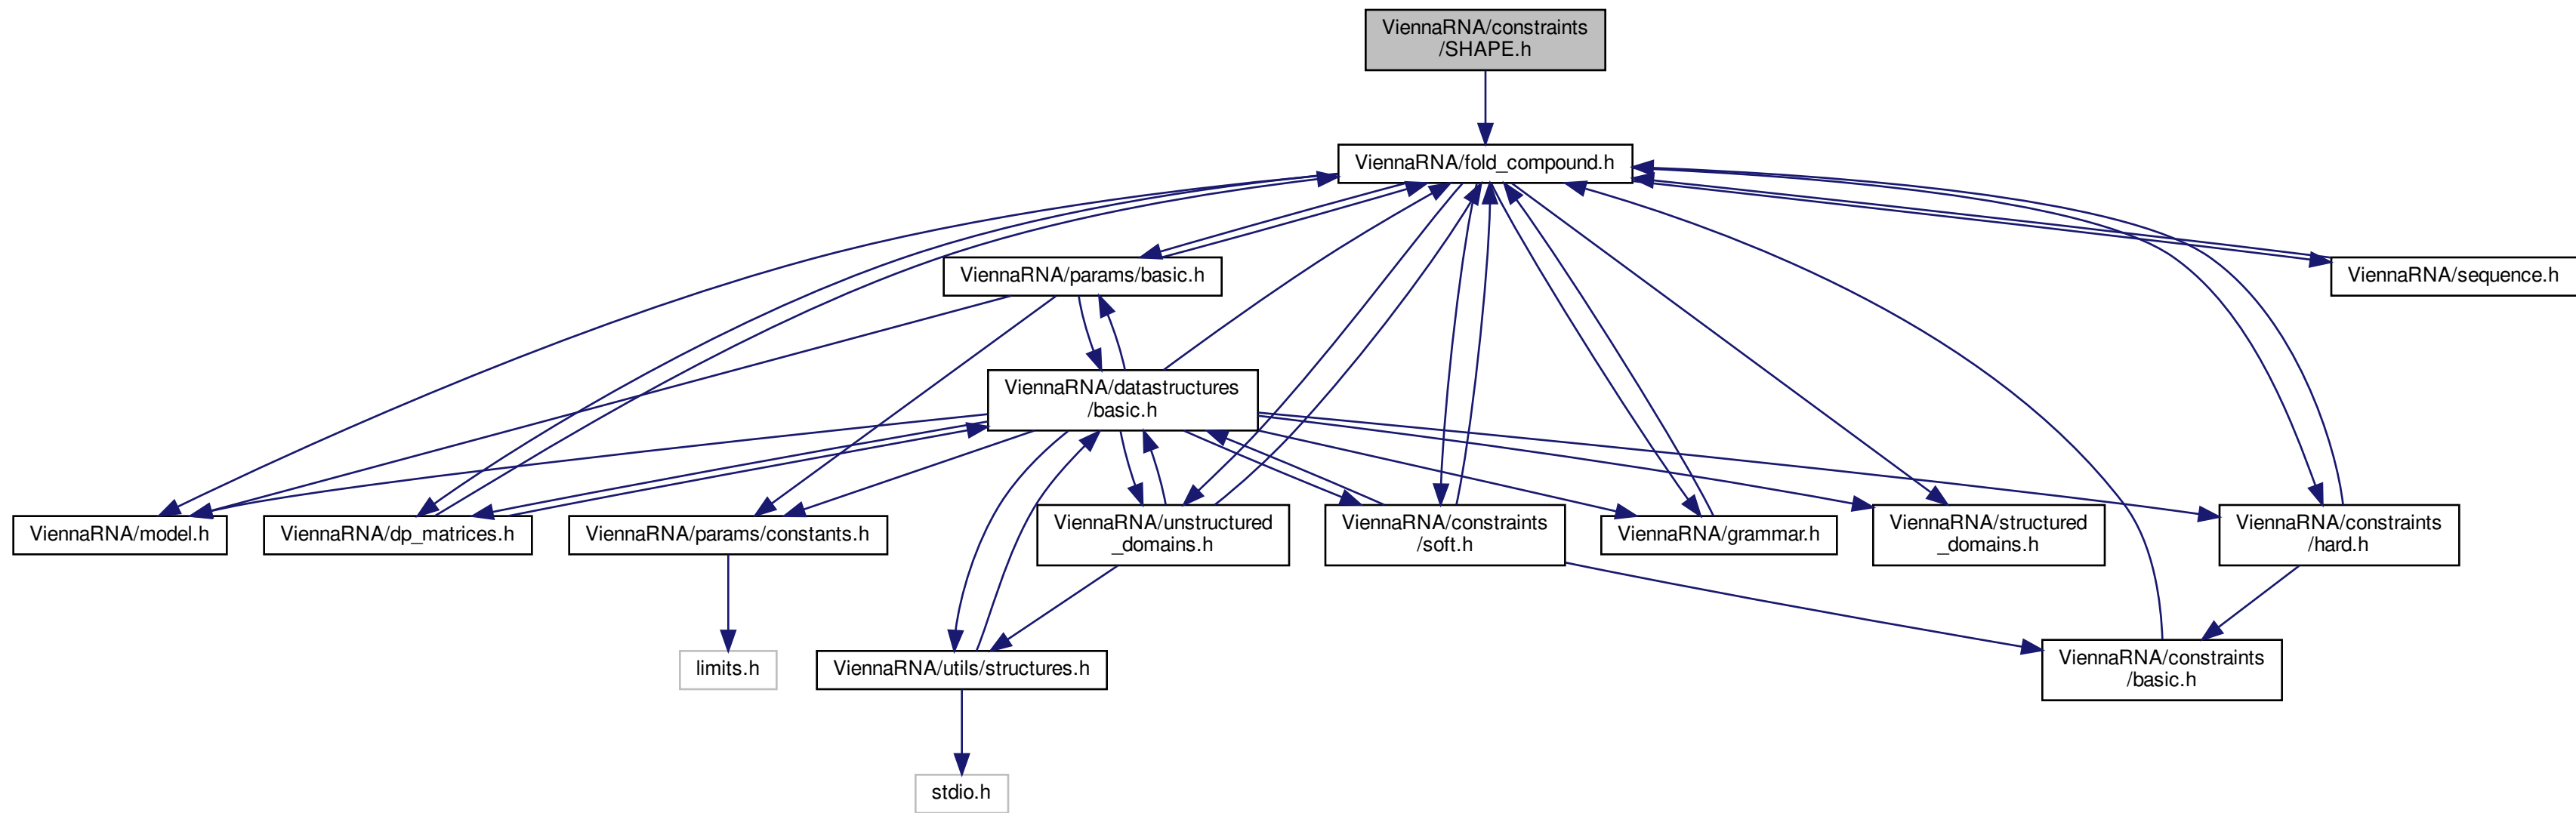 ViennaRNA/constraints
/SHAPE.h
ViennaRNA/fold_compound.h
ViennaRNA/params/basic.h
ViennaRNA/sequence.h
ViennaRNA/datastructures
/basic.h
ViennaRNA/model.h
ViennaRNA/dp_matrices.h
ViennaRNA/params/constants.h
ViennaRNA/unstructured
_domains.h
ViennaRNA/constraints
/soft.h
ViennaRNA/grammar.h
ViennaRNA/structured
_domains.h
ViennaRNA/constraints
/hard.h
limits.h
ViennaRNA/utils/structures.h
ViennaRNA/constraints
/basic.h
stdio.h